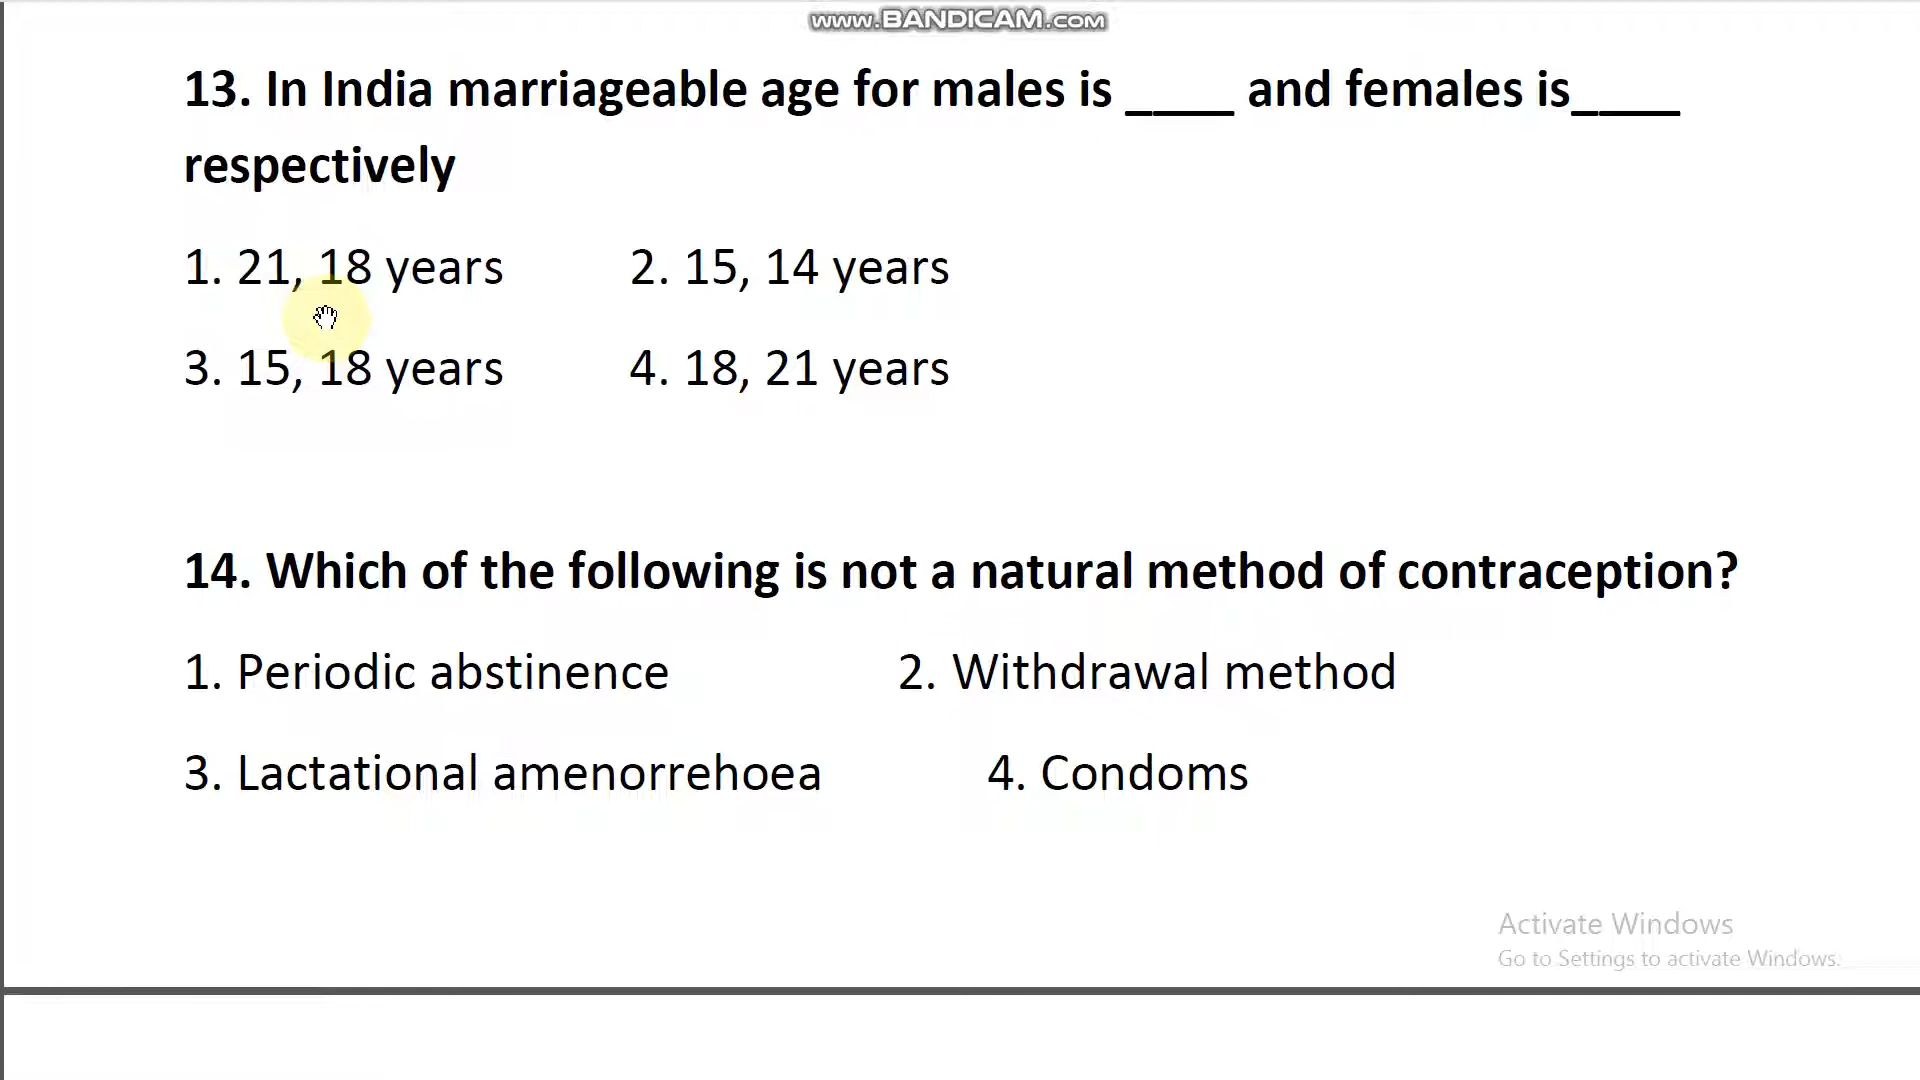 www.BANDICAM.com
13. In India marriageable age for males is ____ and females is____
respectively
1. 21, 18 years 2. 15, 14 years
3. 15, 18 years 4. 18, 21 years
14. Which of the following is not a natural method of contraception?
1. Periodic abstinence 2. Withdrawal method
3. Lactational amenorrehoea 4. Condoms
Activate Windows
Go to Settings to activate Windows.